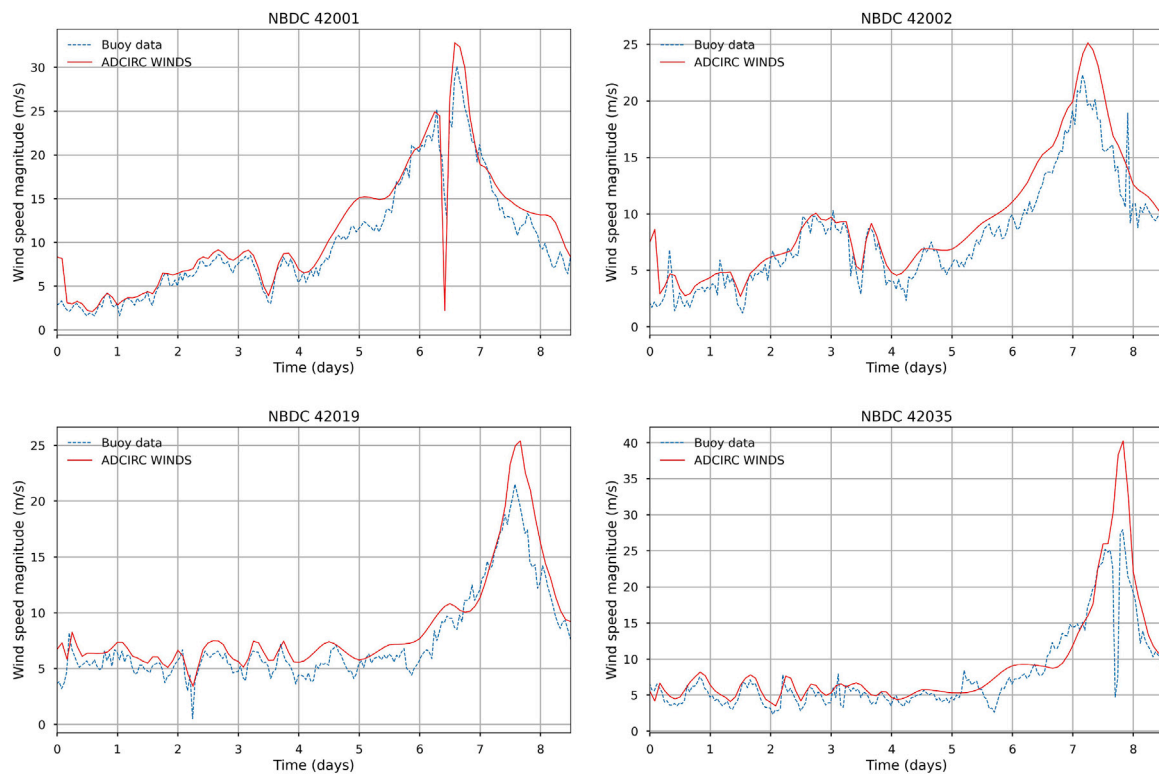 NBDC 42001
Buoy data
ADCIRC WINDS
Wind speed magnitude (m/s)
30
25
20
15
10
5
0
0 1 2 3 4 5 6 7 8
Time (days)
NBDC 42002
Buoy data
ADCIRC WINDS
Wind speed magnitude (m/s)
25
20
15
10
5
0
0 1 2 3 4 5 6 7 8
Time (days)
NBDC 42019
Buoy data
ADCIRC WINDS
Wind speed magnitude (m/s)
25
20
15
10
5
0
0 1 2 3 4 5 6 7 8
Time (days)
NBDC 42035
Buoy data
ADCIRC WINDS
Wind speed magnitude (m/s)
40
35
30
25
20
15
10
5
0
0 1 2 3 4 5 6 7 8
Time (days)